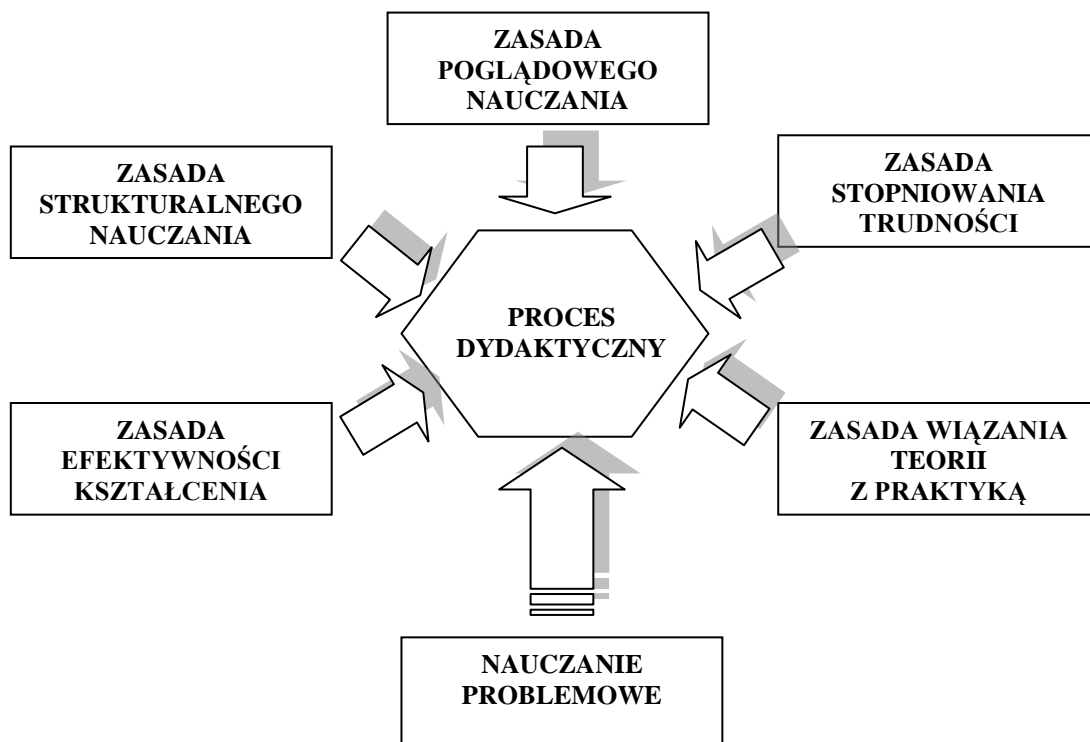 ZASADA
POGLĄDOWEGO
NAUCZANIA
ZASADA
STRUKTURALNEGO
NAUCZANIA
ZASADA
STOPNIOWANIA
TRUDNOŚCI
PROCES
DYDAKTYCZNY
ZASADA
EFEKTYWNOŚCI
KSZTAŁCENIA
ZASADA WIĄZANIA
TEORII
Z PRAKTYKĄ
NAUCZANIE
PROBLEMOWE